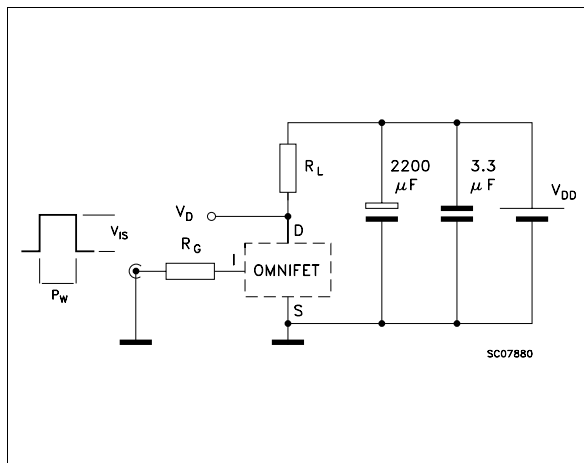 R_L
2200
μF
3.3
μF
V_DD
V_D
D
V_IS
R_G
I
OMNIFET
P_W
S
SC07880